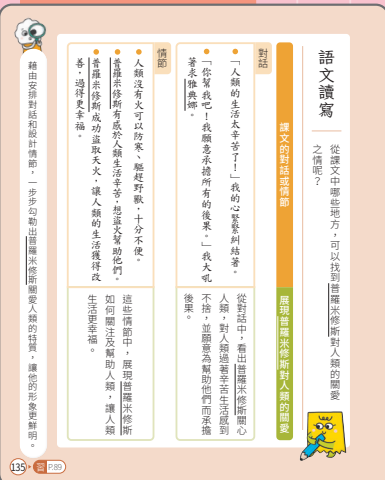 語文讀寫
從課文中哪些地方，可以找到普羅米修斯對人類的關愛
之情呢？
課文的對話或情節
展現普羅米修斯對人類的關愛
對話
「人類的生活太辛苦了！」我的心緊緊糾結著。
「你幫我吧！我願意承擔所有的後果。」我大吼
著求雅典娜。
從對話中，看出普羅米修斯關心
人類，對人類過著辛苦生活感到
不捨，並願意為幫助他們而承擔
後果。
情節
人類沒有火可以防寒、驅趕野獸，十分不便。
普羅米修斯有感於人類生活辛苦，想盜火幫助他們。
普羅米修斯成功盜取天火，讓人類的生活獲得改
善，過得更幸福。
這些情節中，展現普羅米修斯
如何關注及幫助人類，讓人類
生活更幸福。
藉由安排對話和設計情節，一步步勾勒出普羅米修斯關愛人類的特質，讓他的形象更鮮明。
135
習 P.89